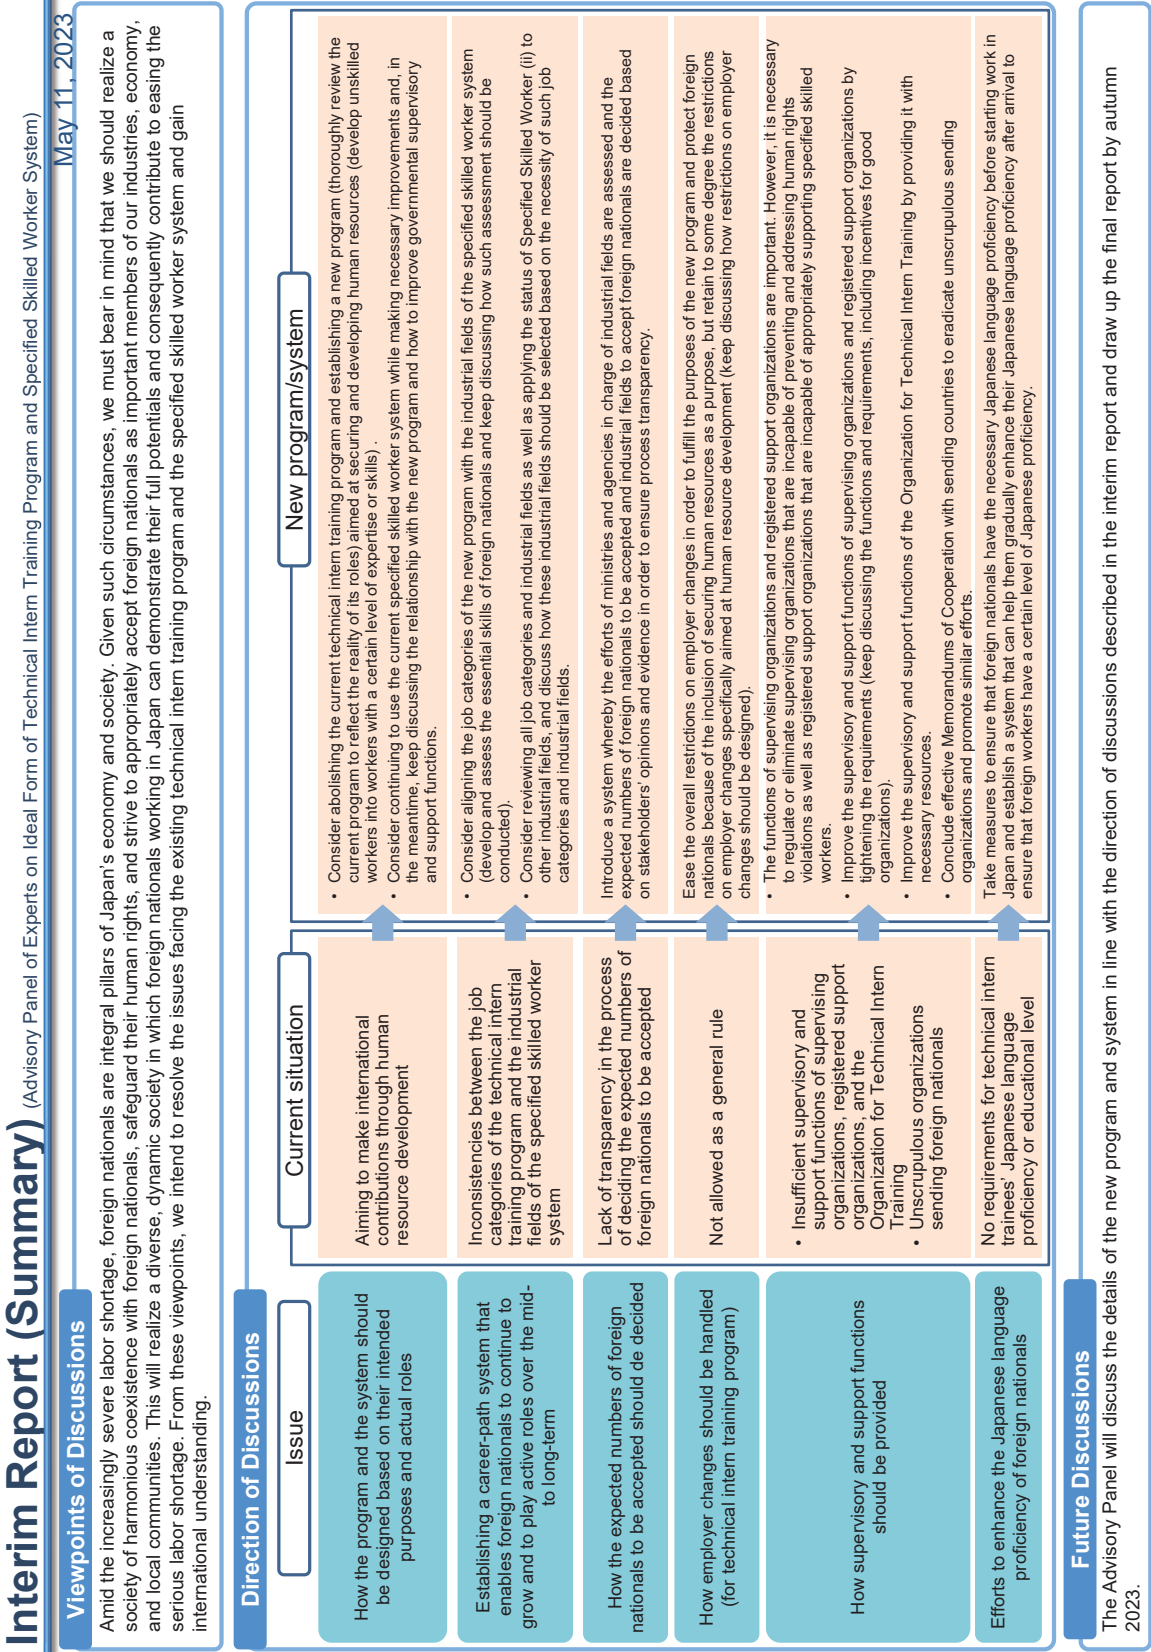 Interim Report (Summary) (Advisory Panel of Experts on Ideal Form of Technical Intern Training Program and Specified Skilled Worker System)
May 11, 2023
Viewpoints of Discussions
Amid the increasingly severe labor shortage, foreign nationals are integral pillars of Japan's economy and society. Given such circumstances, we must bear in mind that we should realize a
society of harmonious coexistence with foreign nationals, safeguard their human rights, and strive to appropriately accept foreign nationals as important members of our industries, economy,
and local communities. This will realize a diverse, dynamic society in which foreign nationals working in Japan can demonstrate their full potentials and consequently contribute to easing the
serious labor shortage. From these viewpoints, we intend to resolve the issues facing the existing technical intern training program and the specified skilled worker system and gain
international understanding.
Direction of Discussions
Issue
Current situation
New program/system
How the program and the system should
be designed based on their intended
purposes and actual roles
Aiming to make international
contributions through human
resource development
• Consider abolishing the current technical intern training program and establishing a new program (thoroughly review the
current program to reflect the reality of its roles) aimed at securing and developing human resources (develop unskilled
workers into workers with a certain level of expertise or skills) .
• Consider continuing to use the current specified skilled worker system while making necessary improvements and, in
the meantime, keep discussing the relationship with the new program and how to improve governmental supervisory
and support functions.
Establishing a career-path system that
enables foreign nationals to continue to
grow and to play active roles over the mid-
to long-term
Inconsistencies between the job
categories of the technical intern
training program and the industrial
fields of the specified skilled worker
system
• Consider aligning the job categories of the new program with the industrial fields of the specified skilled worker system
(develop and assess the essential skills of foreign nationals and keep discussing how such assessment should be
conducted).
• Consider reviewing all job categories and industrial fields as well as applying the status of Specified Skilled Worker (ii) to
other industrial fields, and discuss how these industrial fields should be selected based on the necessity of such job
categories and industrial fields.
How the expected numbers of foreign
nationals to be accepted should de decided
Lack of transparency in the process
of deciding the expected numbers of
foreign nationals to be accepted
Introduce a system whereby the efforts of ministries and agencies in charge of industrial fields are assessed and the
expected numbers of foreign nationals to be accepted and industrial fields to accept foreign nationals are decided based
on stakeholders' opinions and evidence in order to ensure process transparency.
How employer changes should be handled
(for technical intern training program)
Not allowed as a general rule
Ease the overall restrictions on employer changes in order to fulfill the purposes of the new program and protect foreign
nationals because of the inclusion of securing human resources as a purpose, but retain to some degree the restrictions
on employer changes specifically aimed at human resource development (keep discussing how restrictions on employer
changes should be designed).
How supervisory and support functions
should be provided
• Insufficient supervisory and
support functions of supervising
organizations, registered support
organizations, and the
Organization for Technical Intern
Training
• Unscrupulous organizations
sending foreign nationals
• The functions of supervising organizations and registered support organizations are important. However, it is necessary
to regulate or eliminate supervising organizations that are incapable of preventing and addressing human rights
violations as well as registered support organizations that are incapable of appropriately supporting specified skilled
workers.
• Improve the supervisory and support functions of supervising organizations and registered support organizations by
tightening the requirements (keep discussing the functions and requirements, including incentives for good
organizations).
• Improve the supervisory and support functions of the Organization for Technical Intern Training by providing it with
necessary resources.
• Conclude effective Memorandums of Cooperation with sending countries to eradicate unscrupulous sending
organizations and promote similar efforts.
Efforts to enhance the Japanese language
proficiency of foreign nationals
No requirements for technical intern
trainees' Japanese language
proficiency or educational level
Take measures to ensure that foreign nationals have the necessary Japanese language proficiency before starting work in
Japan and establish a system that can help them gradually enhance their Japanese language proficiency after arrival to
ensure that foreign workers have a certain level of Japanese proficiency.
Future Discussions
The Advisory Panel will discuss the details of the new program and system in line with the direction of discussions described in the interim report and draw up the final report by autumn
2023.